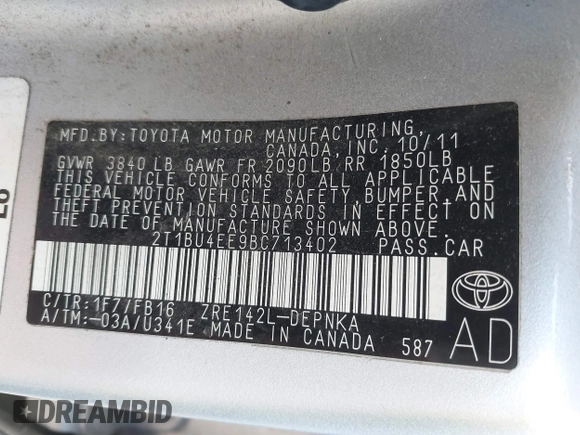 MFD. BY: TOYOTA MOTOR MANUFACTURING,
CANADA, INC. 10/11
GVWR 3840 LB GAWR FR 2090LB RR 1850LB
THIS VEHICLE CONFORMS TO ALL APPLICABLE
FEDERAL MOTOR VEHICLE SAFETY, BUMPER, AND
THEFT PREVENTION STANDARDS IN EFFECT ON
THE DATE OF MANUFACTURE SHOWN ABOVE.
2T1BU4EE9BC713402 PASS. CAR
C/TR: 1F7/FB16 ZRE142L-DEPNKA
A/TM: -03A/U341E MADE IN CANADA 587
AD
DREAMBID